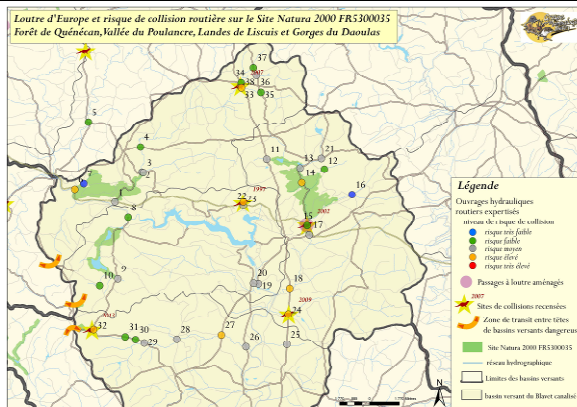 Loutre d'Europe et risque de collision routière sur le Site Natura 2000 FR5300035
Forêt de Quénécan,Vallée du Poulancre, Landes de Liscuis et Gorges du Daoulas
37
34
2007
38
36
33
35
5
4
3
11
21
13
12
14
7
6
16
1
1997
22
23
8
2002
15
17
10
9
20
19
18
2009
24
32
31
30
29
28
27
26
25
Légende
Ouvrages hydrauliques
routiers expertisés
niveau de risque de collision
risque très faible
risque faible
risque moyen
risque élevé
risque très élevé
Passages à loutre aménagés
2007
Sites de collisions recensées
Zone de transit entre têtes
de bassins versants dangereus
Site Natura 2000 FR5300035
réseau hydrographique
Limites des bassins versants
bassin versant du Blavet canalisé
N